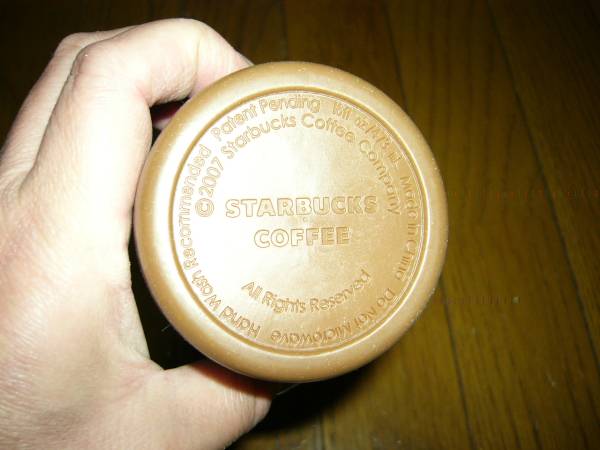 Hand Wash Recommended Patent Pending 16fl oz/473 mL Made in China Do Not Microwave
©2007 Starbucks Coffee Company
STARBUCKS
COFFEE
All Rights Reserved